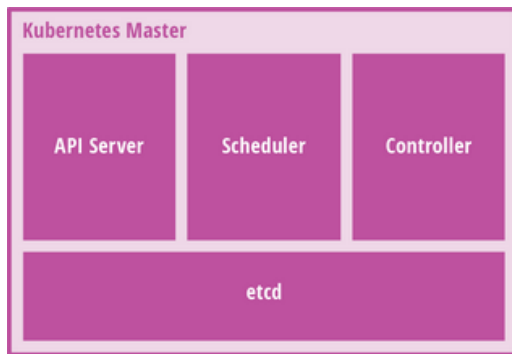 Kubernetes Master
API Server
Scheduler
Controller
etcd